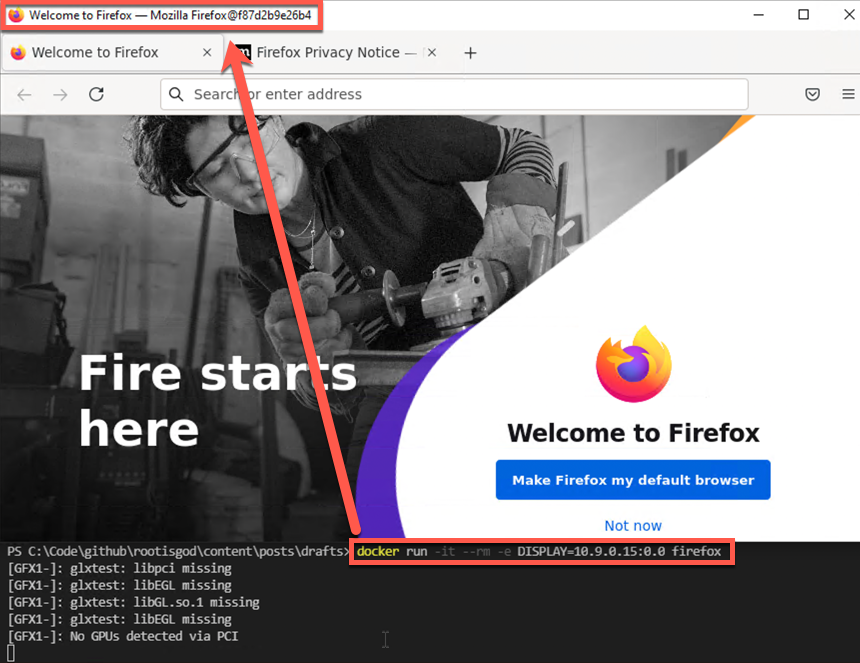 Welcome to Firefox — Mozilla Firefox@f87d2b9e26b4
Welcome to Firefox
Firefox Privacy Notice —
Search or enter address
Fire starts
here
Welcome to Firefox
Make Firefox my default browser
Not now
PS C:\Code\github\rootisgod\content\posts\drafts> docker run -it --rm -e DISPLAY=10.9.0.15:0.0 firefox
[GFX1-]: glxtest: libpci missing
[GFX1-]: glxtest: libEGL missing
[GFX1-]: glxtest: libGL.so.1 missing
[GFX1-]: glxtest: libEGL missing
[GFX1-]: No GPUs detected via PCI